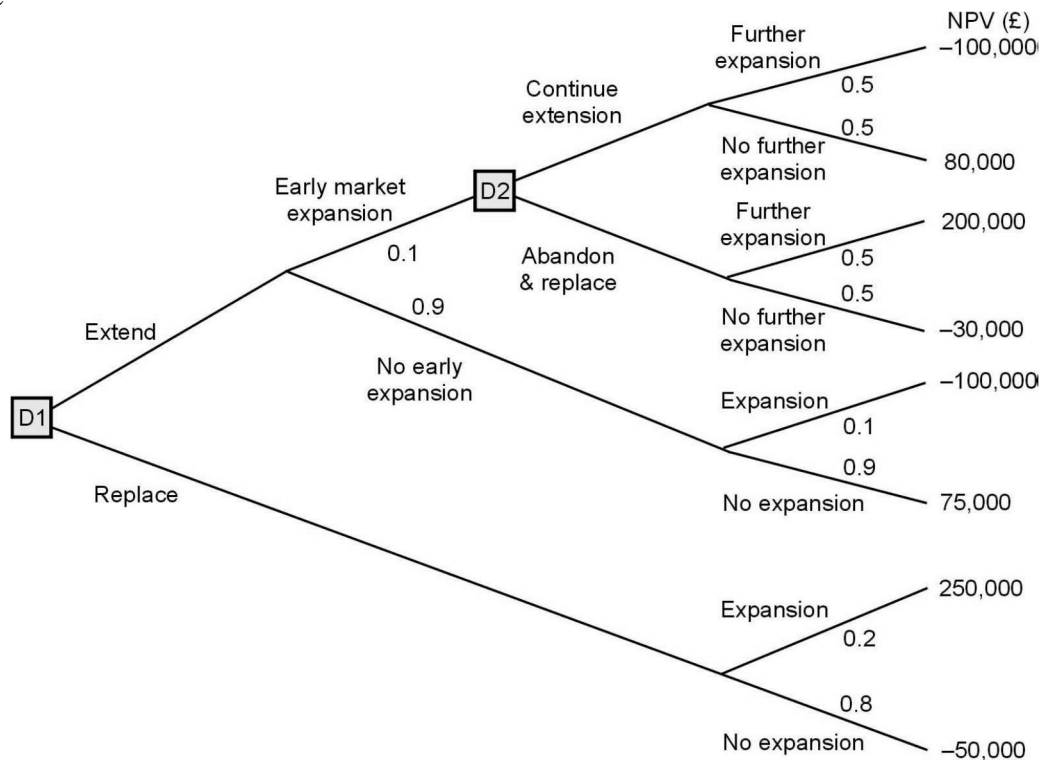 NPV (£)
Further
expansion
–100,000
0.5
Continue
extension
0.5
No further
expansion
80,000
D2
Early market
expansion
0.1
Further
expansion
200,000
0.5
Abandon
& replace
0.5
No further
expansion
–30,000
Extend
0.9
No early
expansion
–100,000
Expansion
0.1
D1
0.9
No expansion
75,000
Replace
250,000
Expansion
0.2
0.8
No expansion
–50,000